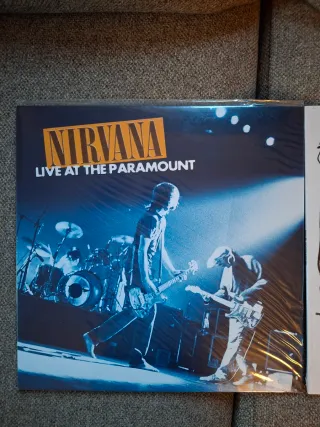 NIRVANA
LIVE AT THE PARAMOUNT